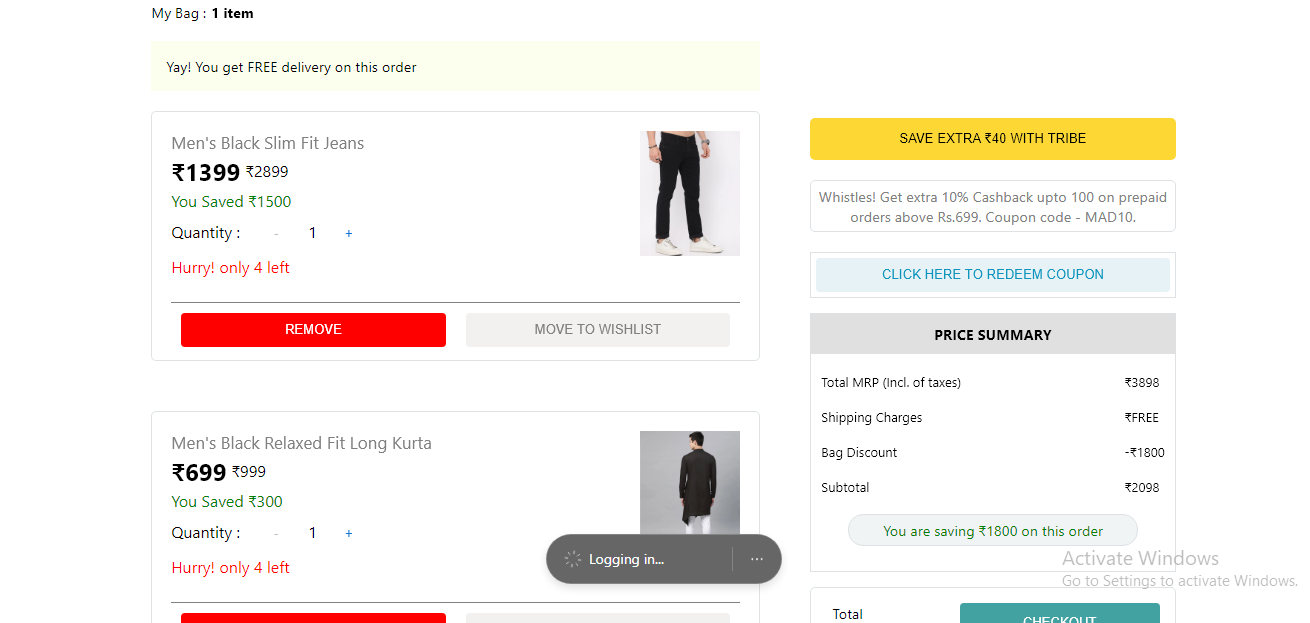 My Bag : 1 item
Yay! You get FREE delivery on this order
Men's Black Slim Fit Jeans
₹1399 ₹2899
You Saved ₹1500
Quantity : - 1 +
Hurry! only 4 left
REMOVE MOVE TO WISHLIST
Men's Black Relaxed Fit Long Kurta
₹699 ₹999
You Saved ₹300
Quantity : - 1 +
Hurry! only 4 left
Logging in... ...
SAVE EXTRA ₹40 WITH TRIBE
Whistles! Get extra 10% Cashback upto 100 on prepaid
orders above Rs.699. Coupon code - MAD10.
CLICK HERE TO REDEEM COUPON
PRICE SUMMARY
Total MRP (Incl. of taxes) ₹3898
Shipping Charges ₹FREE
Bag Discount -₹1800
Subtotal ₹2098
You are saving ₹1800 on this order
Activate Windows
Go to Settings to activate Windows.
Total CHECKOUT